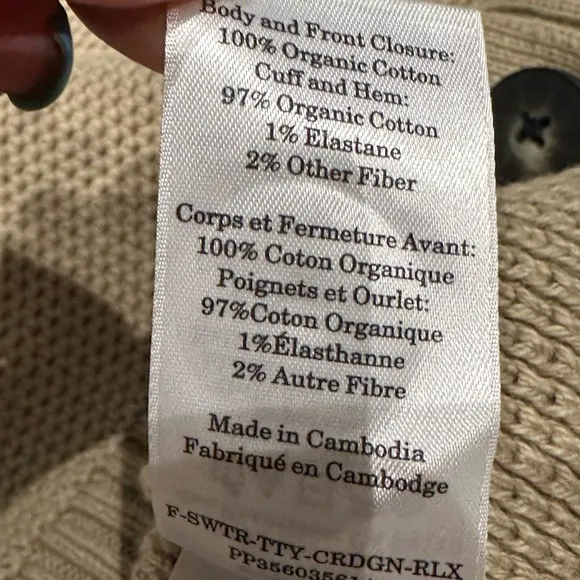 Body and Front Closure:
100% Organic Cotton
Cuff and Hem:
97% Organic Cotton
1% Elastane
2% Other Fiber
Corps et Fermeture Avant:
100% Coton Organique
Poignets et Ourlet:
97%Coton Organique
1%Élasthanne
2% Autre Fibre
Made in Cambodia
Fabriqué en Cambodge
F-SWTR-TTY-CRDGN-RLX